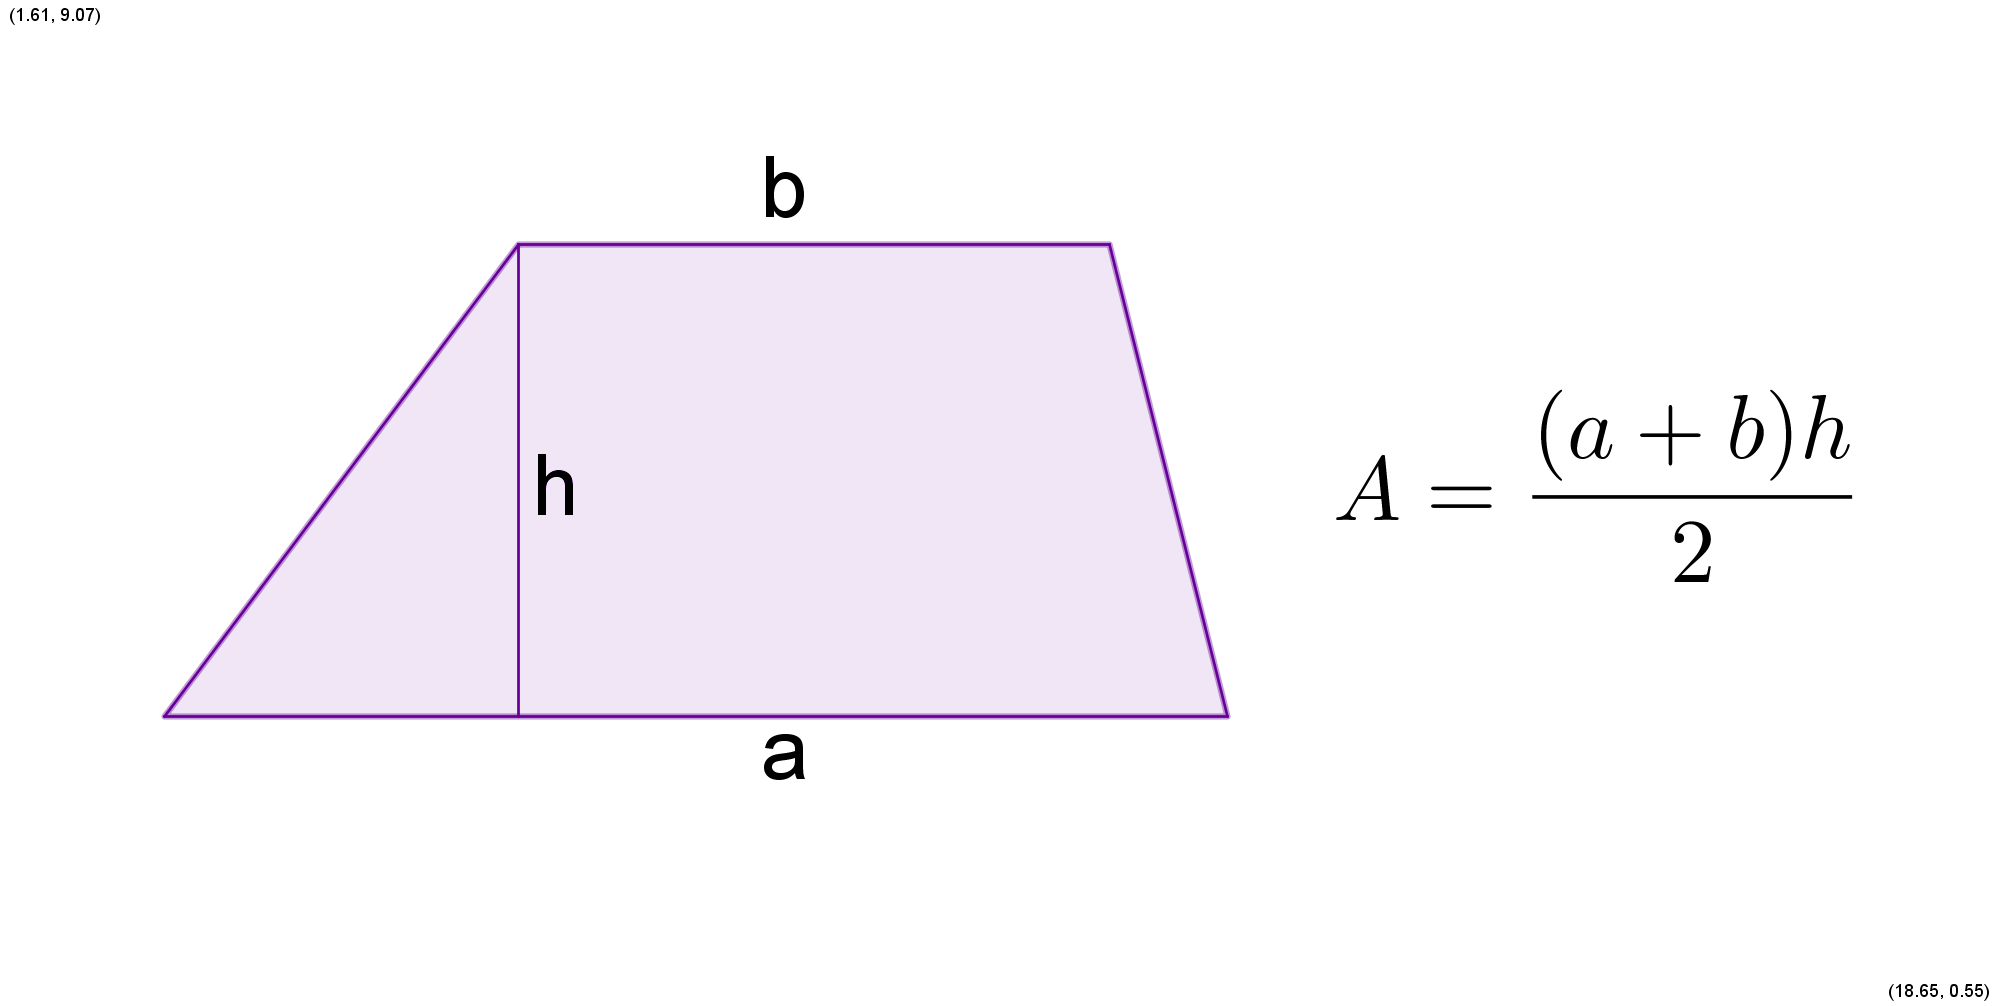 (1.61, 9.07)
b
h
a
A = (a + b)h / 2
(18.65, 0.55)